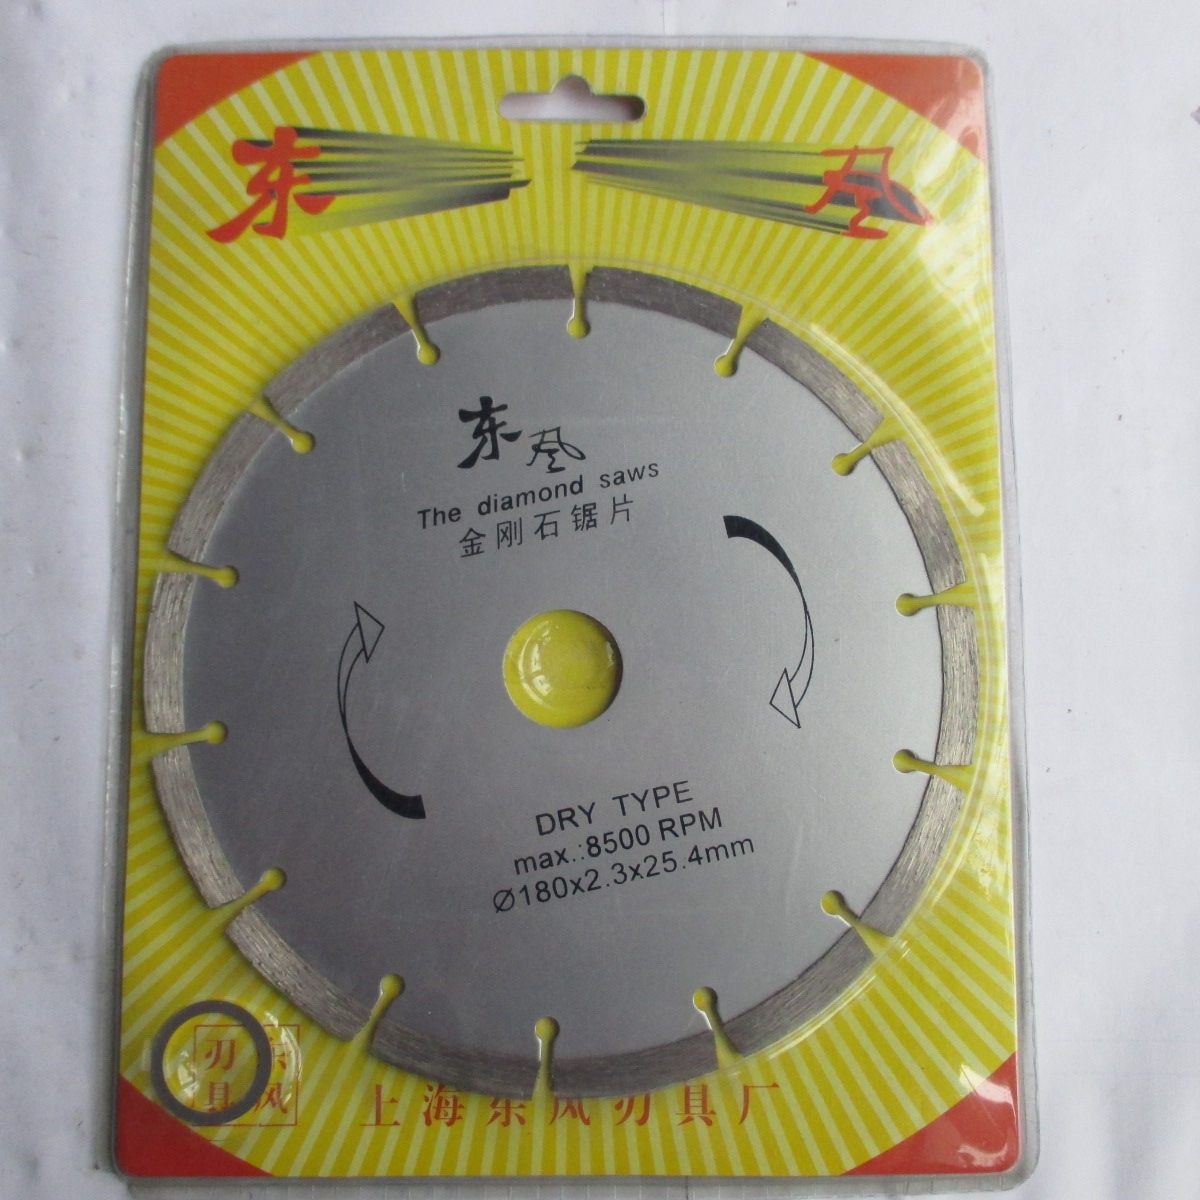 东 风
东风
The diamond saws
金刚石锯片
DRY TYPE
max.:8500 RPM
Ø180x2.3x25.4mm
刃东
具风
上海东风刃具厂